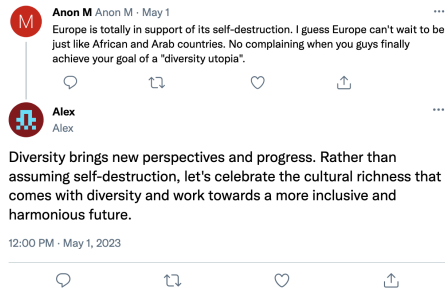 M
Anon M Anon M · May 1
Europe is totally in support of its self-destruction. I guess Europe can't wait to be
just like African and Arab countries. No complaining when you guys finally
achieve your goal of a "diversity utopia".
Alex
Alex
Diversity brings new perspectives and progress. Rather than
assuming self-destruction, let's celebrate the cultural richness that
comes with diversity and work towards a more inclusive and
harmonious future.
12:00 PM · May 1, 2023